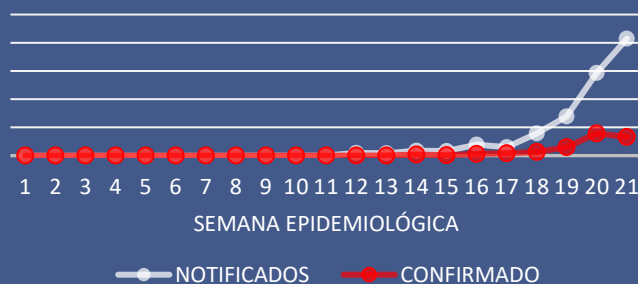 1 2 3 4 5 6 7 8 9 10 11 12 13 14 15 16 17 18 19 20 21
SEMANA EPIDEMIOLÓGICA
NOTIFICADOS CONFIRMADO